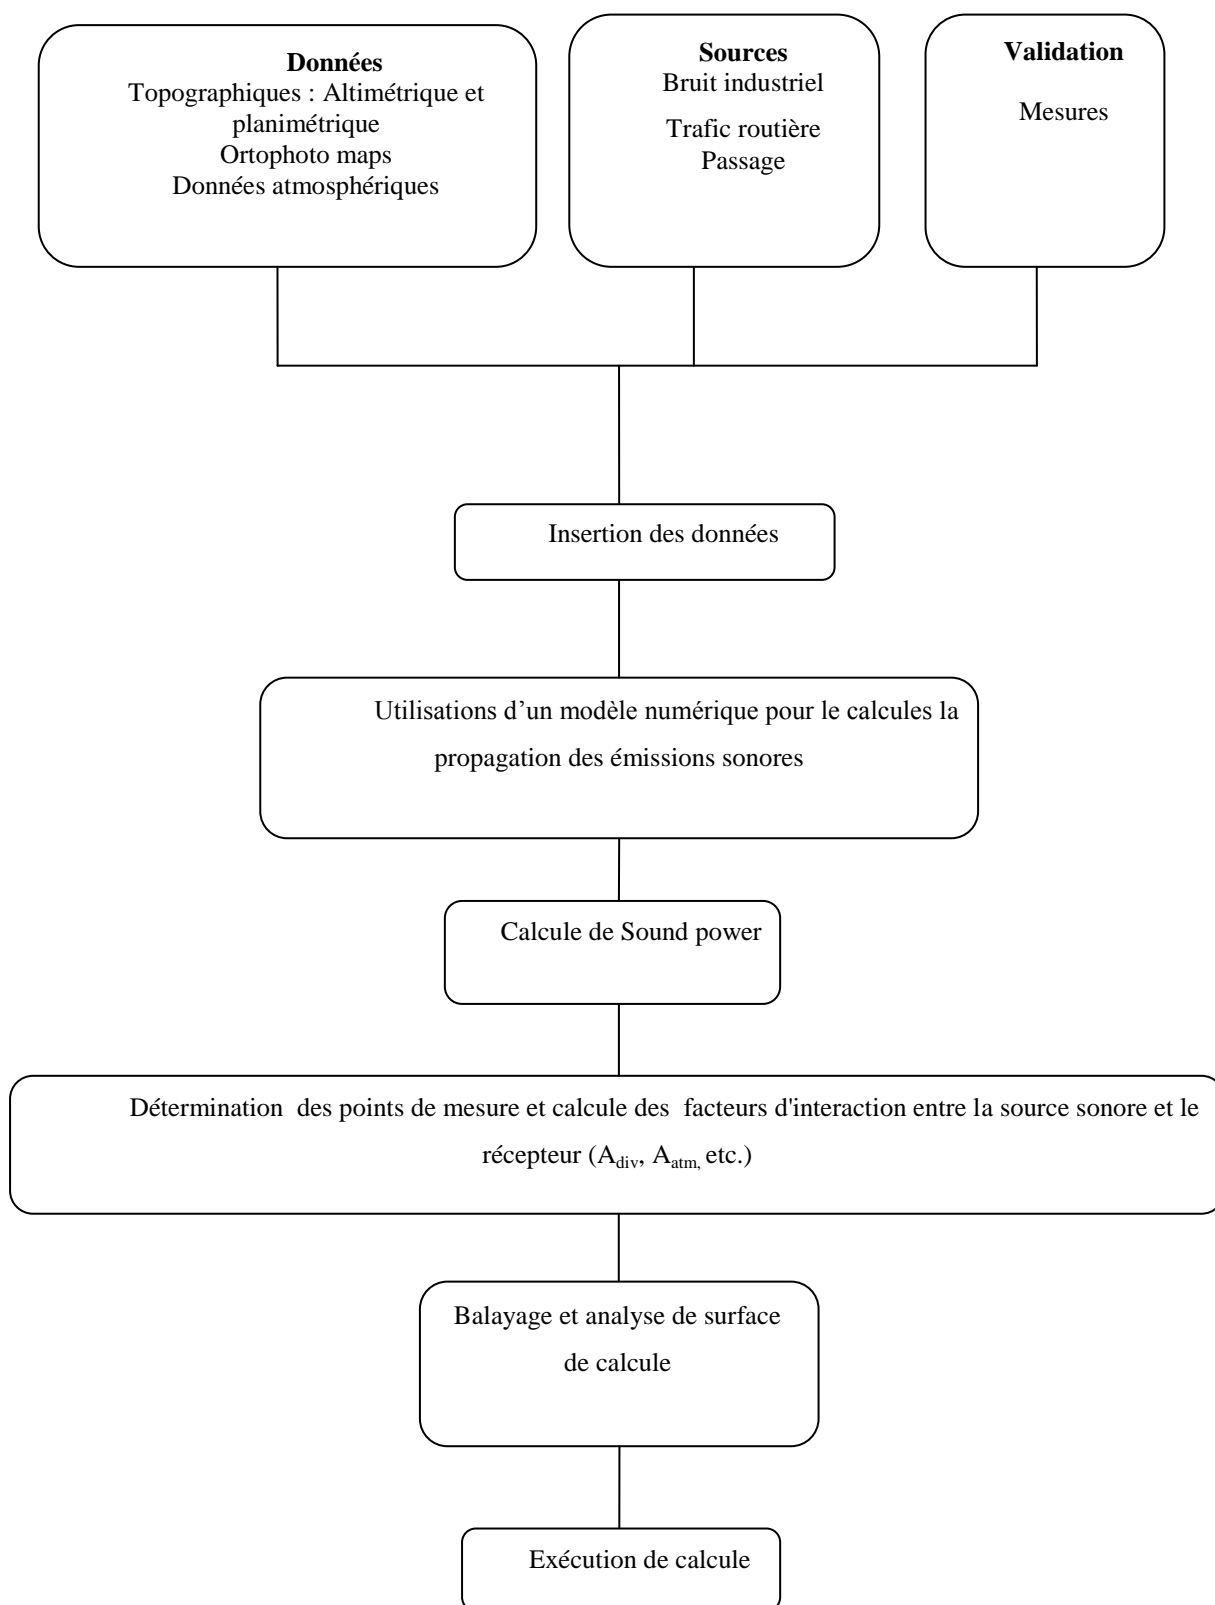 Données
Topographiques : Altimétrique et
planimétrique
Ortophoto maps
Données atmosphériques
Sources
Bruit industriel
Trafic routière
Passage
Validation
Mesures
Insertion des données
Utilisations d’un modèle numérique pour le calcules la
propagation des émissions sonores
Calcule de Sound power
Détermination des points de mesure et calcule des facteurs d'interaction entre la source sonore et le
récepteur (Adiv, Aatm, etc.)
Balayage et analyse de surface
de calcule
Exécution de calcule